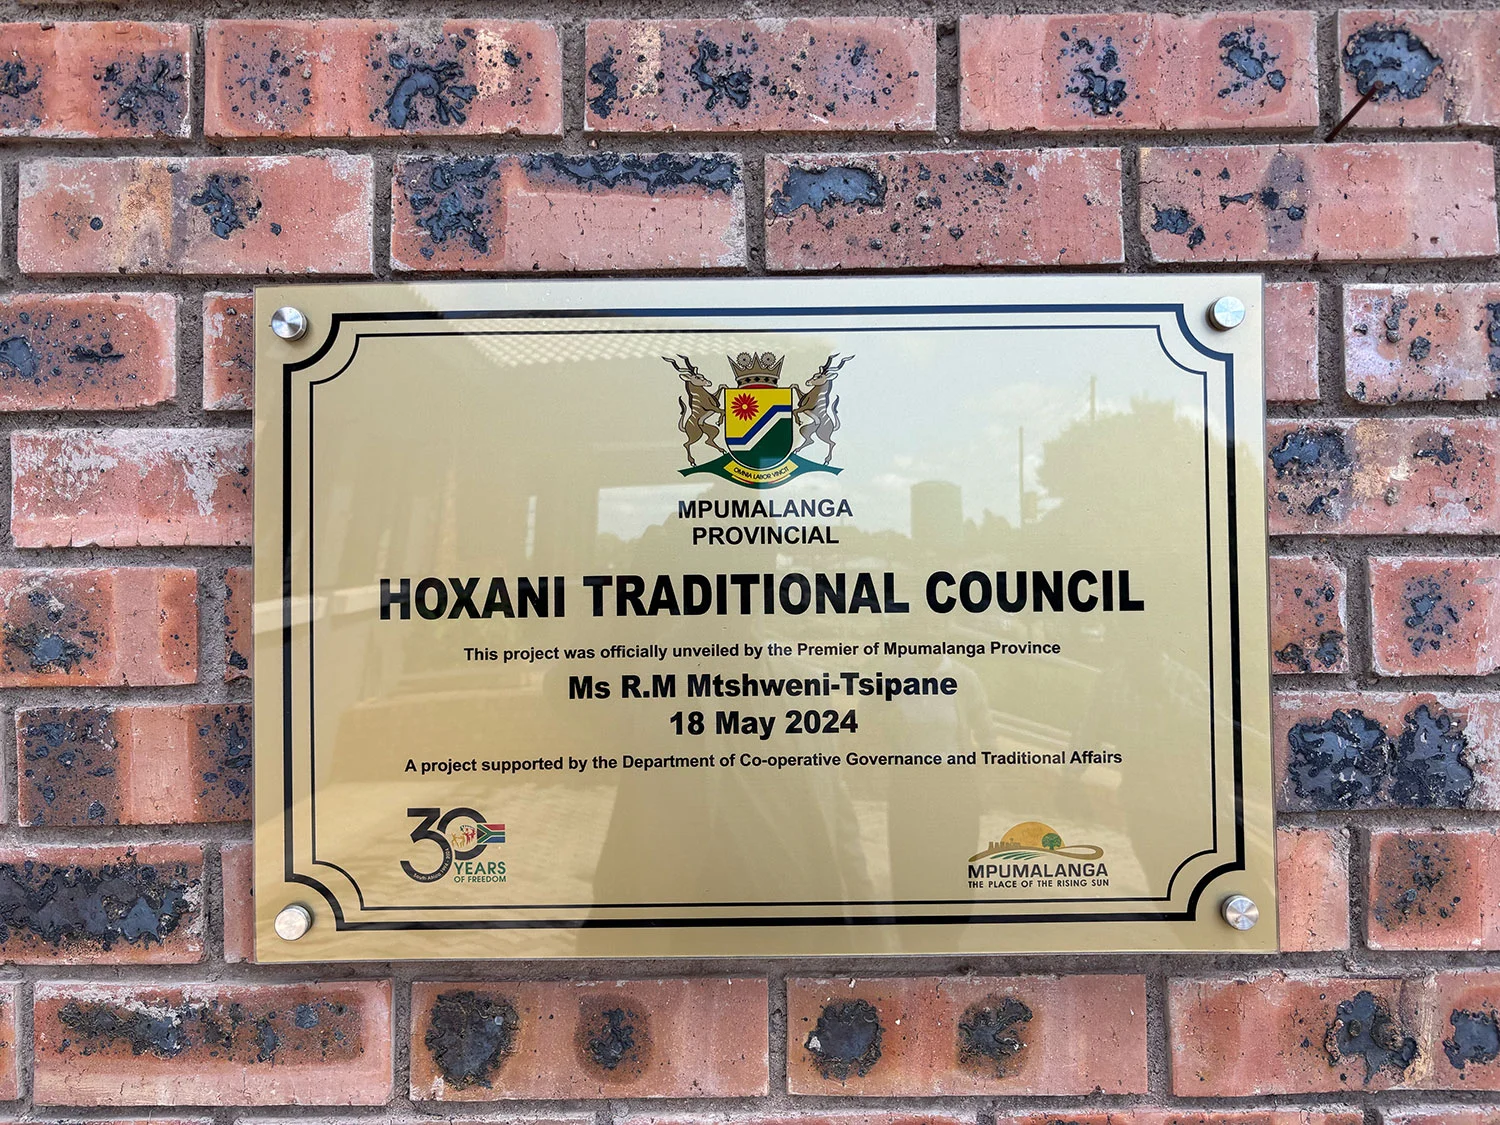 OMNIA LABOR VINCIT
MPUMALANGA
PROVINCIAL
HOXANI TRADITIONAL COUNCIL
This project was officially unveiled by the Premier of Mpumalanga Province
Ms R.M Mtshweni-Tsipane
18 May 2024
A project supported by the Department of Co-operative Governance and Traditional Affairs
30
YEARS
OF FREEDOM
MPUMALANGA
THE PLACE OF THE RISING SUN